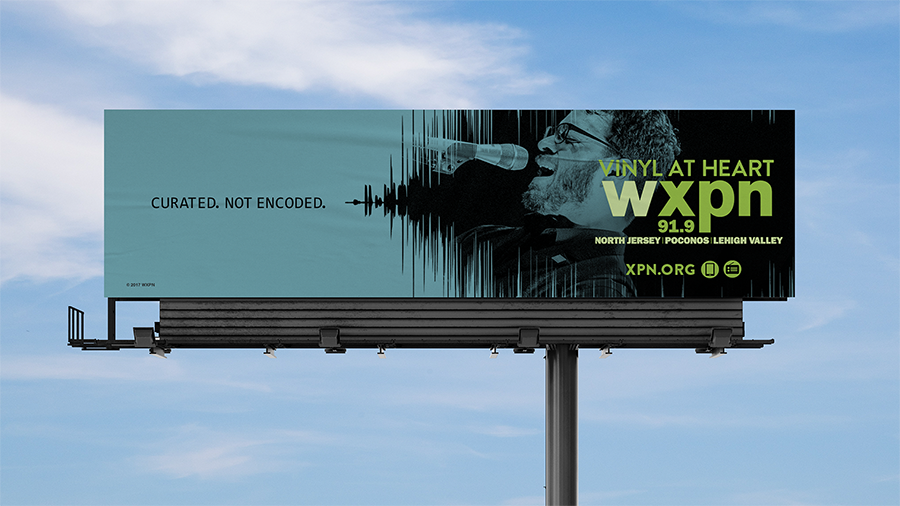 CURATED. NOT ENCODED.
©2017 WXPN
ViNYL AT HEART
wxpn
91.9
NORTH JERSEY | POCONOS | LEHIGH VALLEY
XPN.ORG